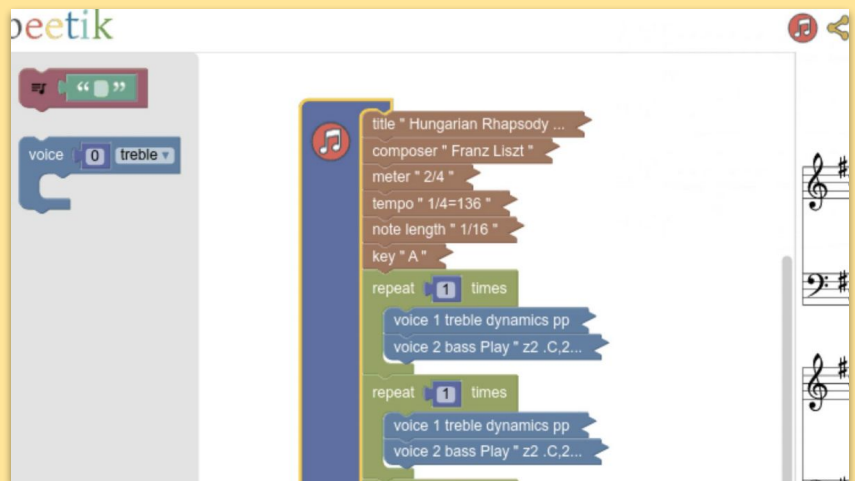 beetik
“ ”
voice 0 treble ▾
title " Hungarian Rhapsody ...
composer " Franz Liszt "
meter " 2/4 "
tempo " 1/4=136 "
note length " 1/16 "
key " A "
repeat 1 times
voice 1 treble dynamics pp
voice 2 bass Play " z2 .C,2...
repeat 1 times
voice 1 treble dynamics pp
voice 2 bass Play " z2 .C,2...